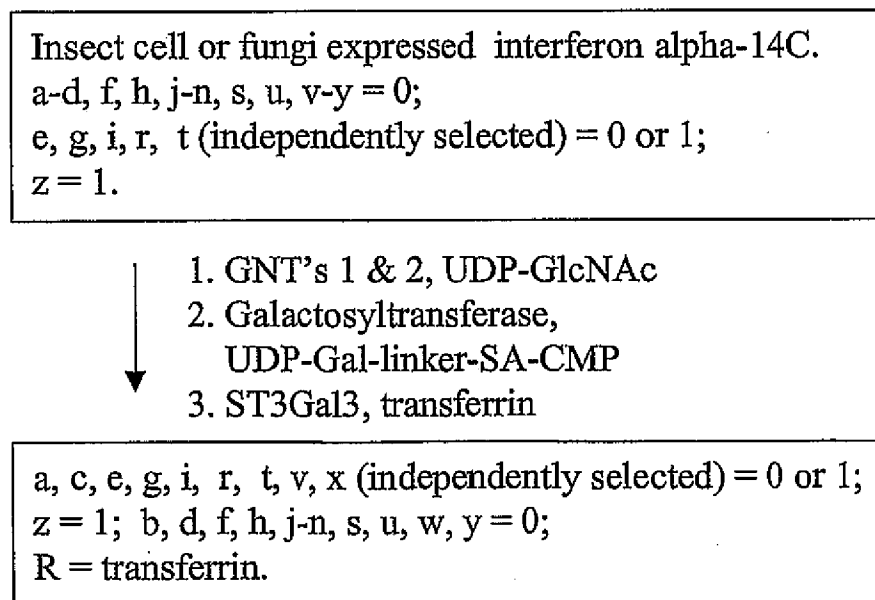 Insect cell or fungi expressed interferon alpha-14C.
a-d, f, h, j-n, s, u, v-y = 0;
e, g, i, r, t (independently selected) = 0 or 1;
z = 1.
1. GNT's 1 & 2, UDP-GlcNAc
2. Galactosyltransferase,
UDP-Gal-linker-SA-CMP
3. ST3Gal3, transferrin
a, c, e, g, i, r, t, v, x (independently selected) = 0 or 1;
z = 1; b, d, f, h, j-n, s, u, w, y = 0;
R = transferrin.